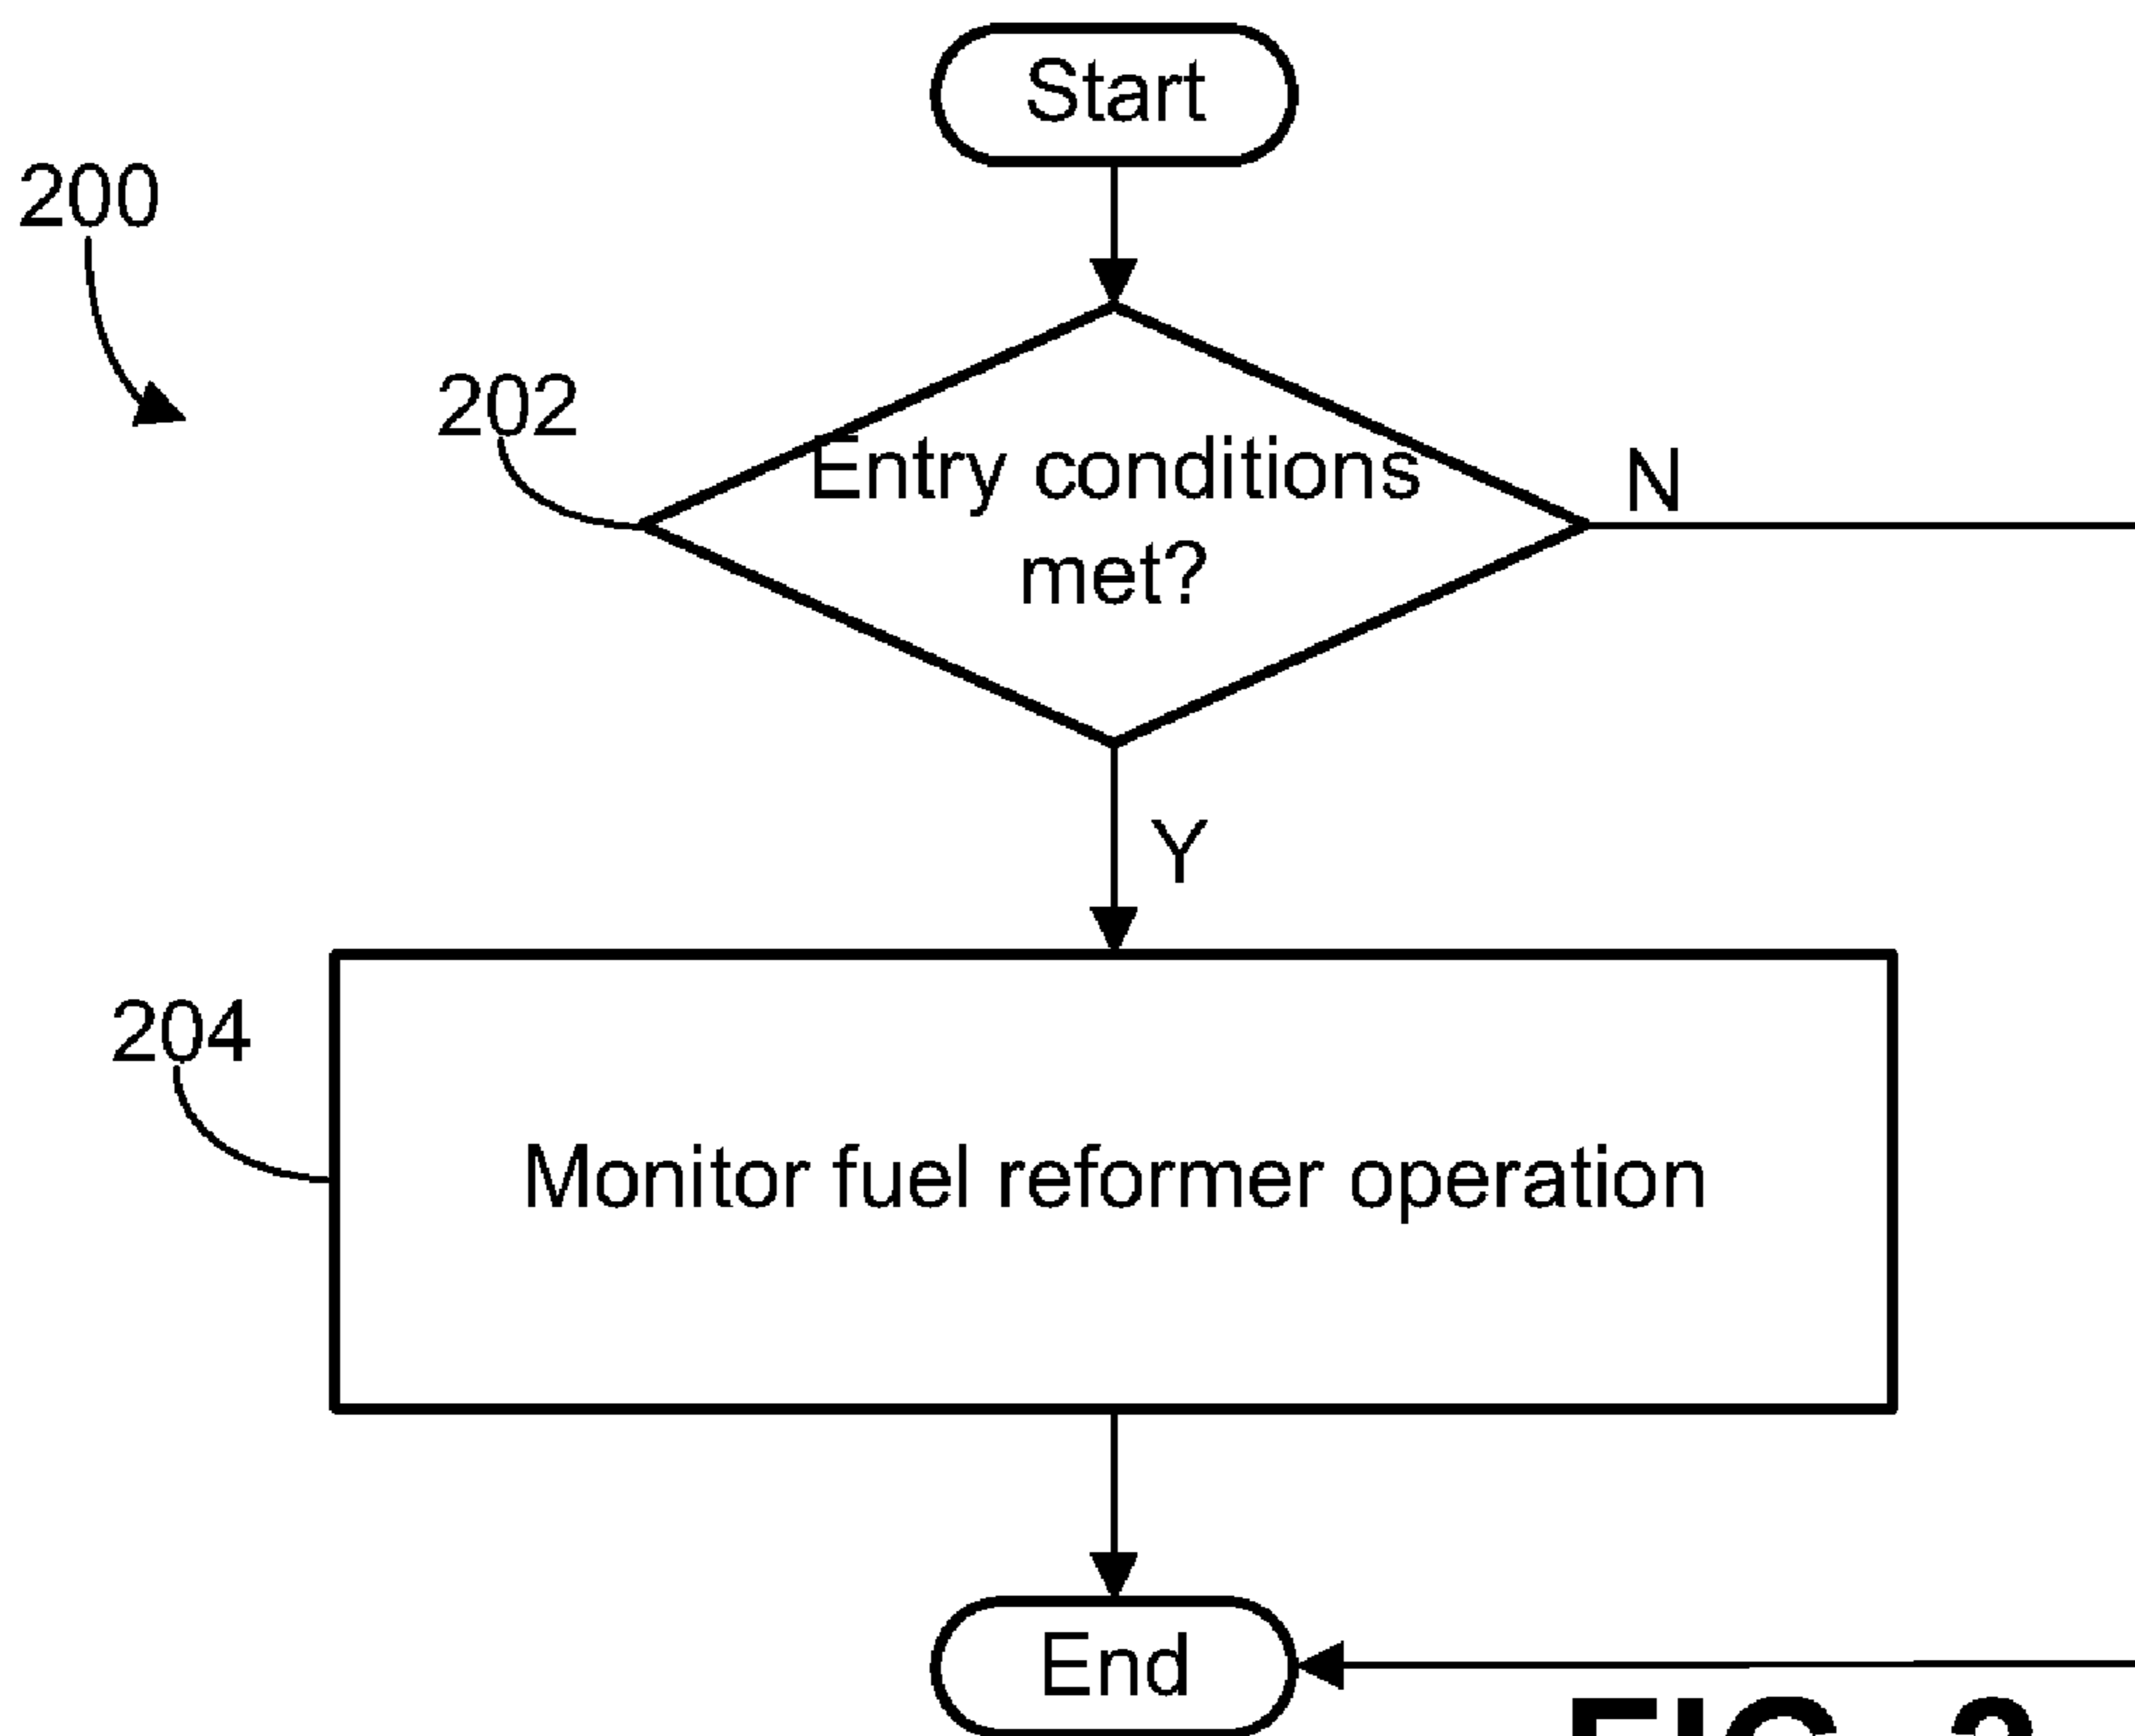 Start
200
202
Entry conditions
met?
N
Y
204
Monitor fuel reformer operation
End